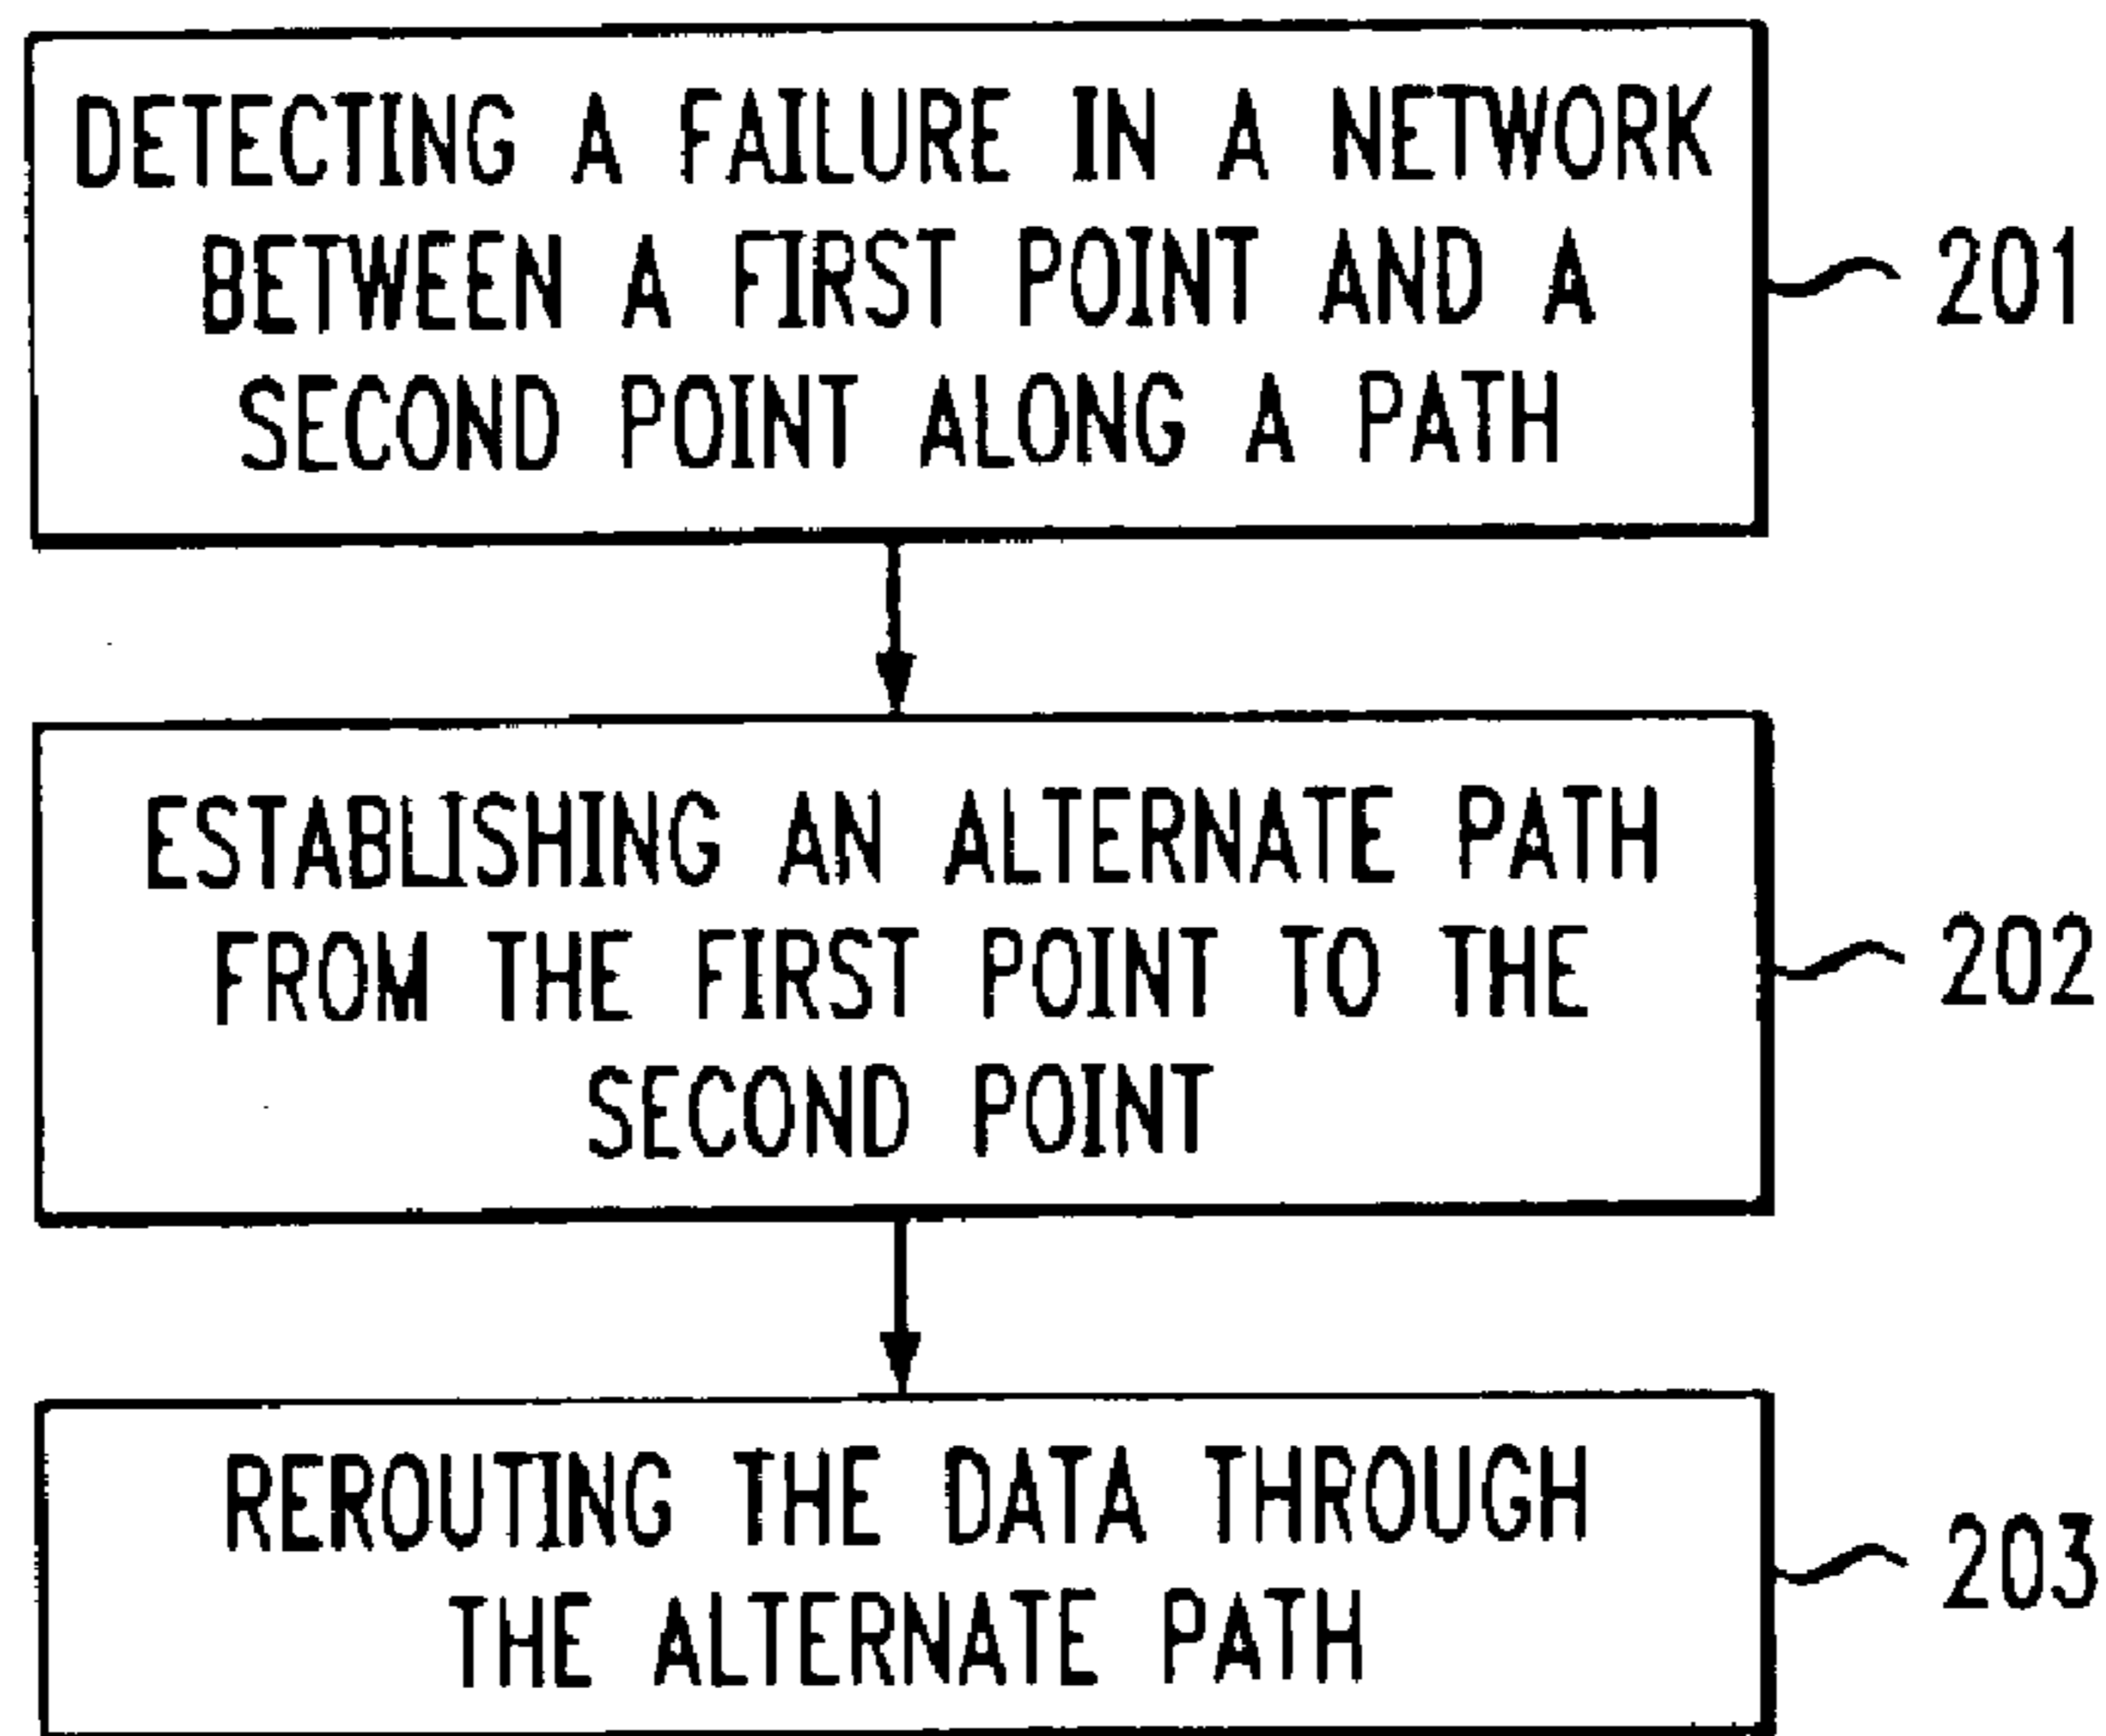 DETECTING A FAILURE IN A NETWORK
BETWEEN A FIRST POINT AND A
SECOND POINT ALONG A PATH
201
ESTABLISHING AN ALTERNATE PATH
FROM THE FIRST POINT TO THE
SECOND POINT
202
REROUTING THE DATA THROUGH
THE ALTERNATE PATH
203